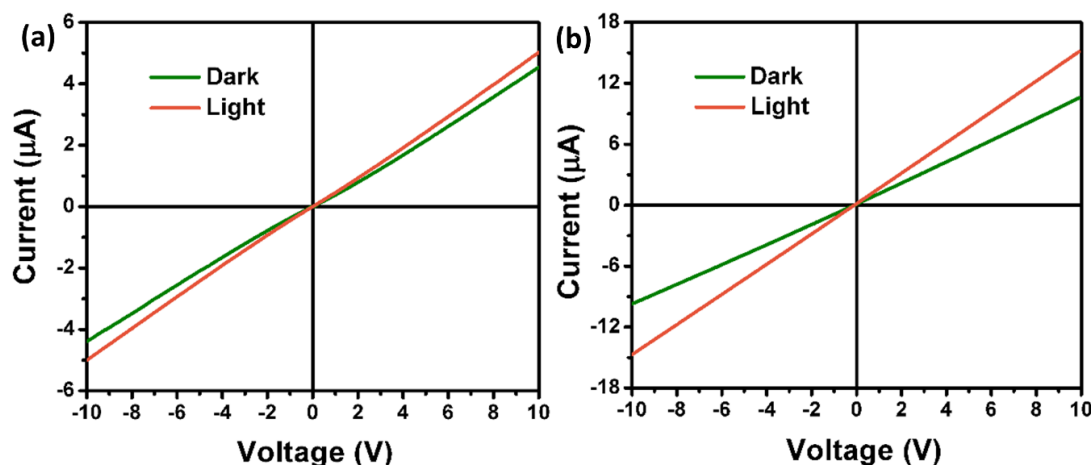 (a)
Dark
Light
Current (μA)
6
4
2
0
-2
-4
-6
-10 -8 -6 -4 -2 0 2 4 6 8 10
Voltage (V)
(b)
Dark
Light
Current (μA)
18
12
6
0
-6
-12
-18
-10 -8 -6 -4 -2 0 2 4 6 8 10
Voltage (V)